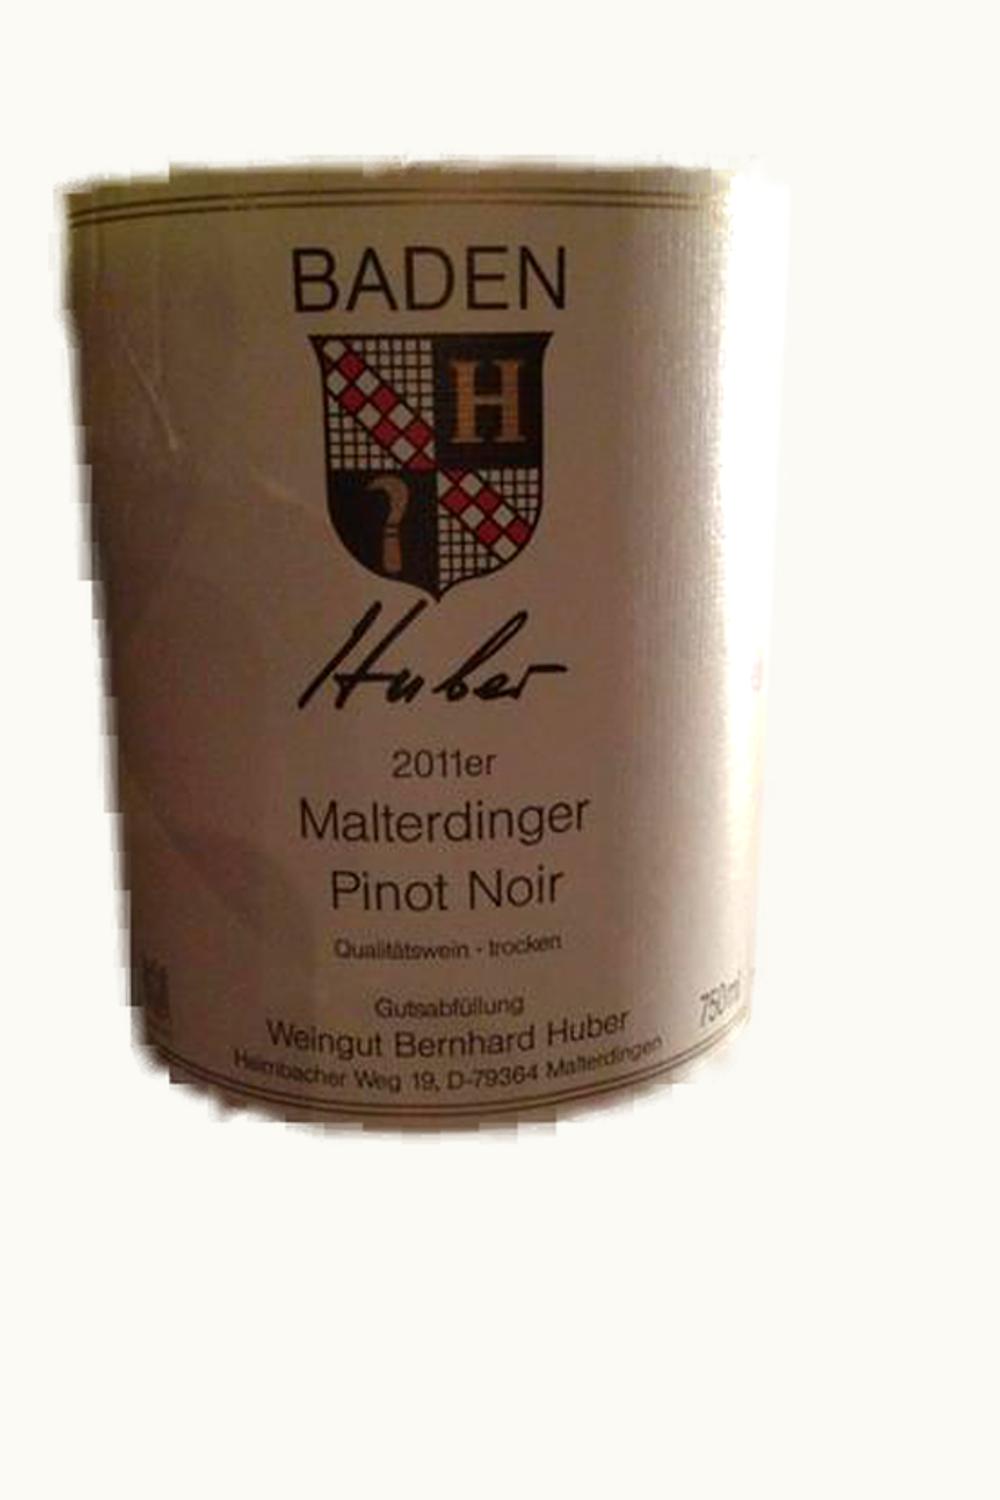 BADEN
H
Huber
2011er
Malterdinger
Pinot Noir
Qualitätswein - trocken
Gutsabfüllung
Weingut Bernhard Huber
750ml
Heimbacher Weg 19, D-79364 Malterdingen